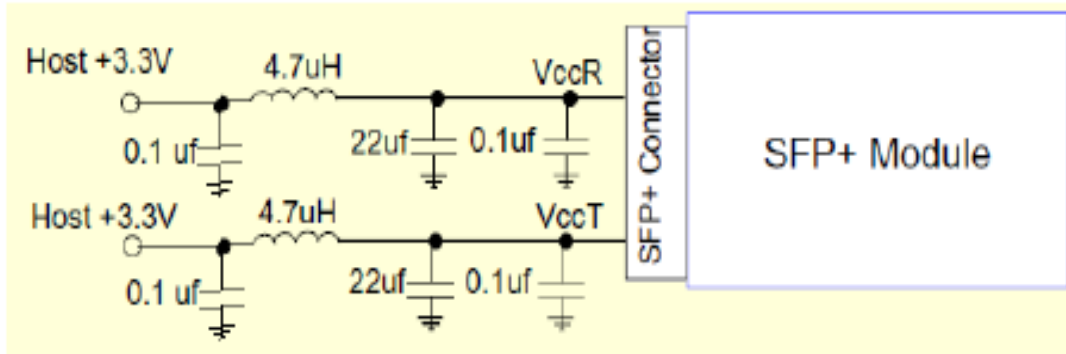 Host +3.3V
4.7uH
VccR
0.1 uf
22uf
0.1uf
Host +3.3V
4.7uH
VccT
0.1 uf
22uf
0.1uf
SFP+ Connector
SFP+ Module